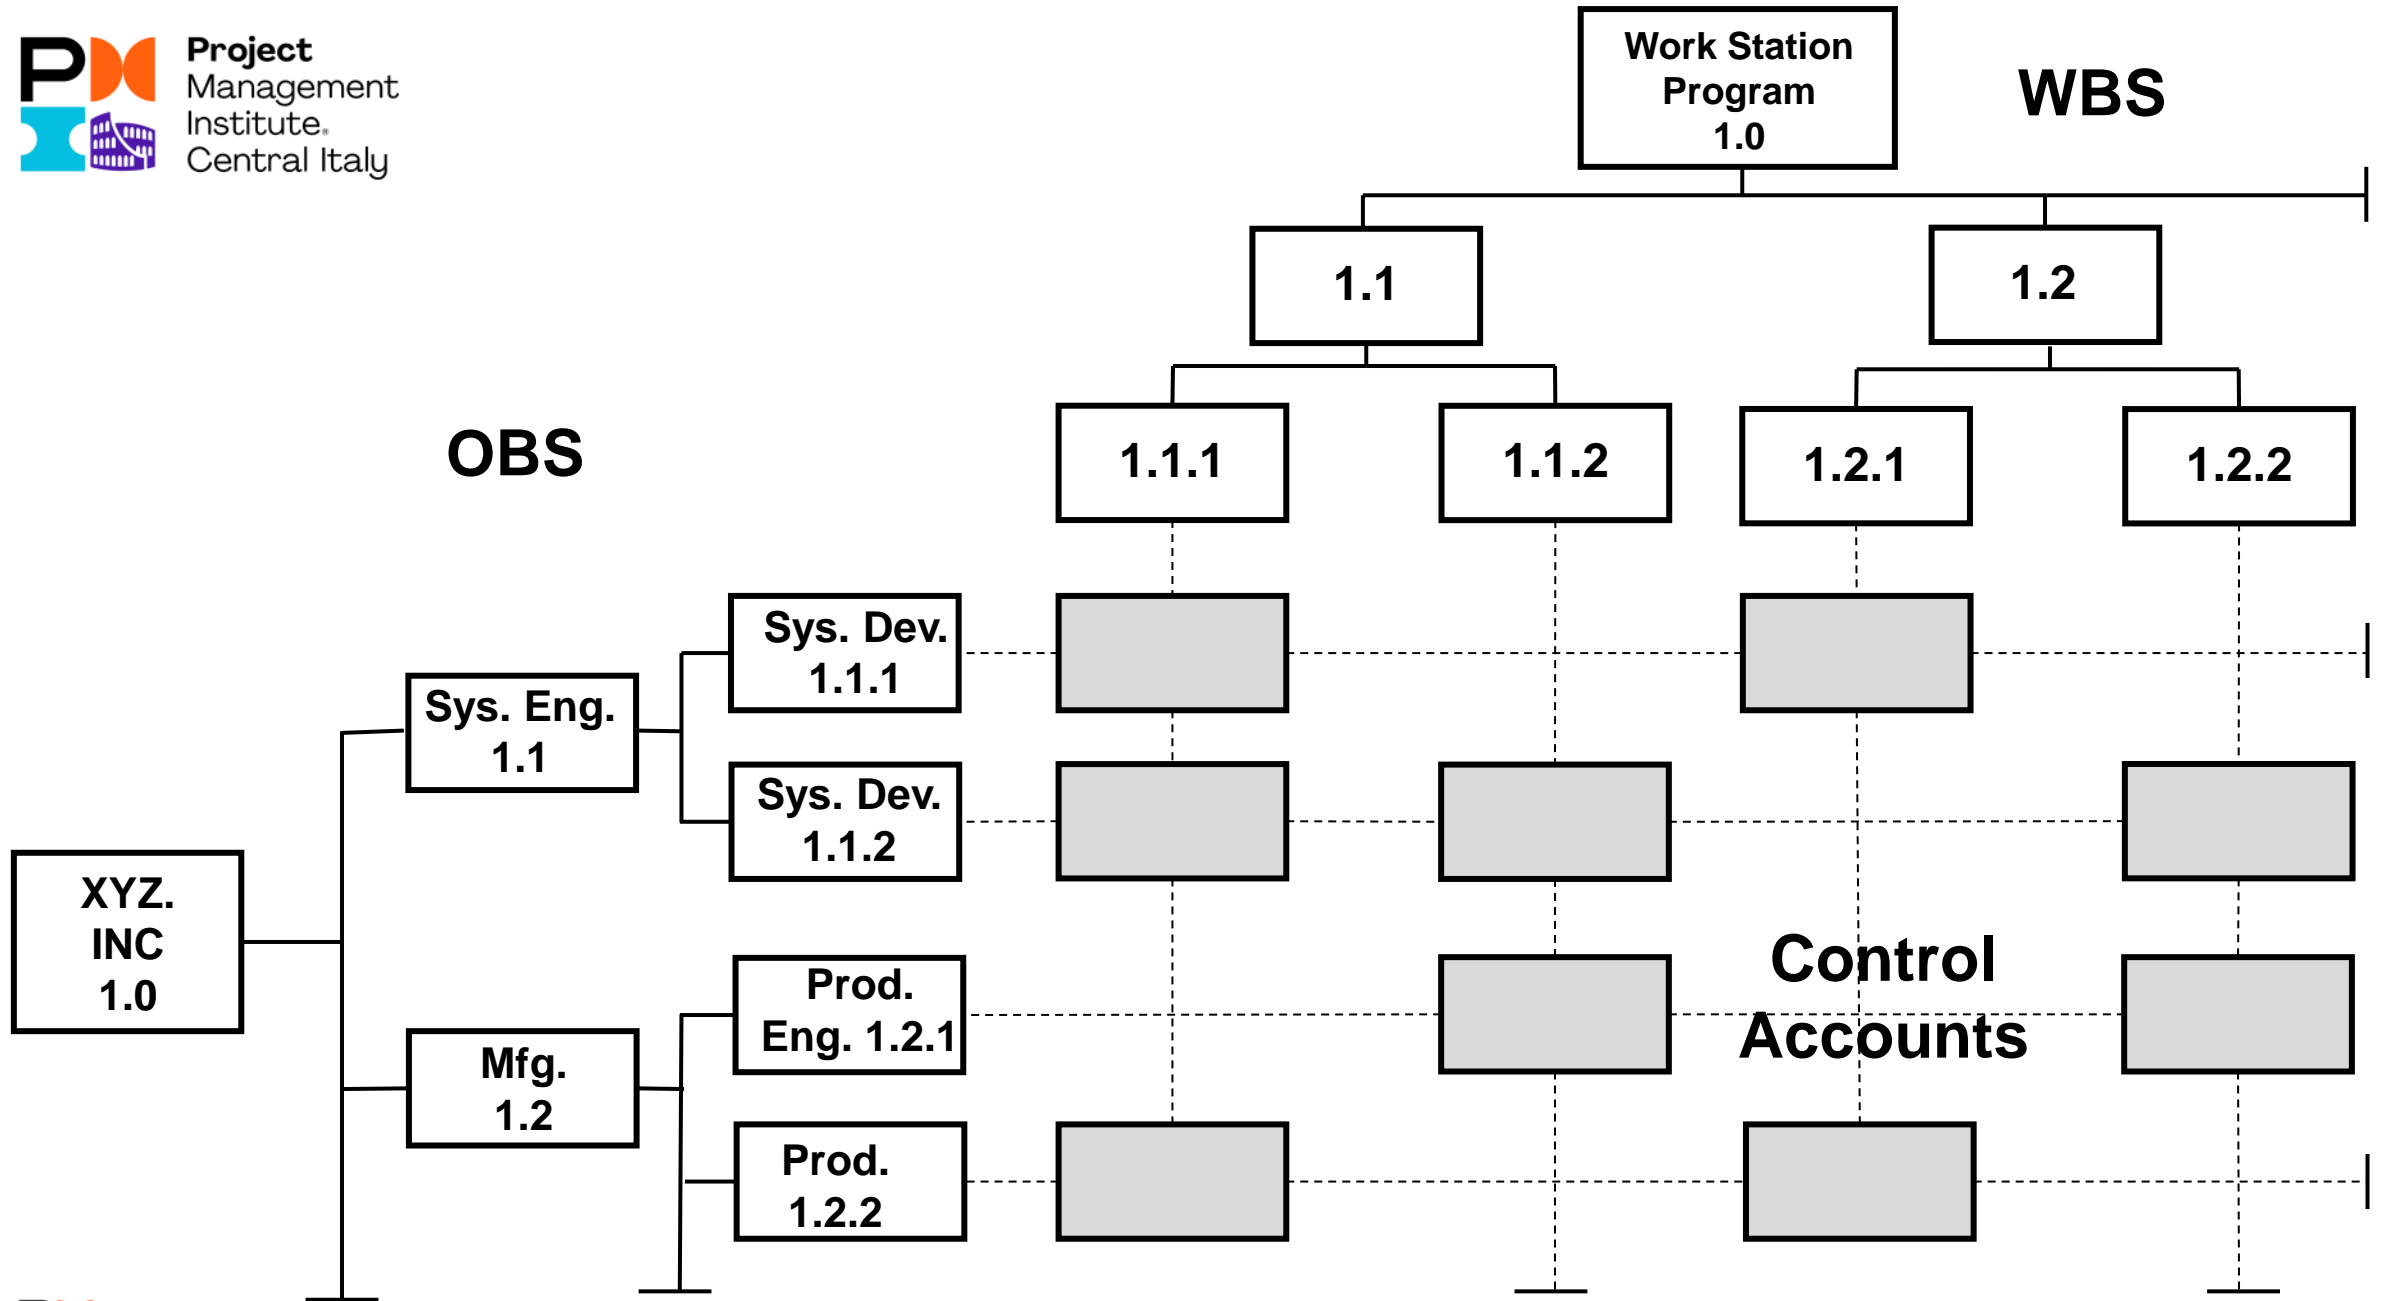 Project
Management
Institute®
Central Italy
Work Station
Program
1.0
WBS
1.1
1.2
OBS
1.1.1
1.1.2
1.2.1
1.2.2
Sys. Dev.
1.1.1
Sys. Eng.
1.1
Sys. Dev.
1.1.2
XYZ.
INC
1.0
Control
Accounts
Prod.
Eng. 1.2.1
Mfg.
1.2
Prod.
1.2.2